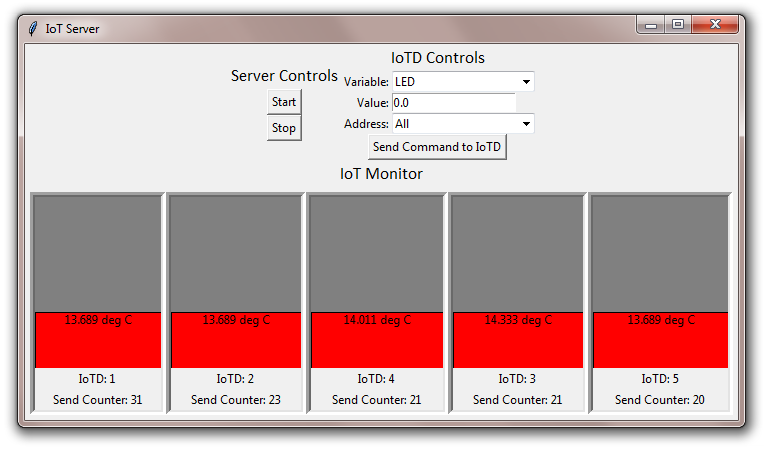 IoT Server
IoTD Controls
Server Controls
Variable: LED
Start
Value: 0.0
Stop
Address: All
Send Command to IoTD
IoT Monitor
13.689 deg C 13.689 deg C 14.011 deg C 14.333 deg C 13.689 deg C
IoTD: 1 IoTD: 2 IoTD: 4 IoTD: 3 IoTD: 5
Send Counter: 31 Send Counter: 23 Send Counter: 21 Send Counter: 21 Send Counter: 20